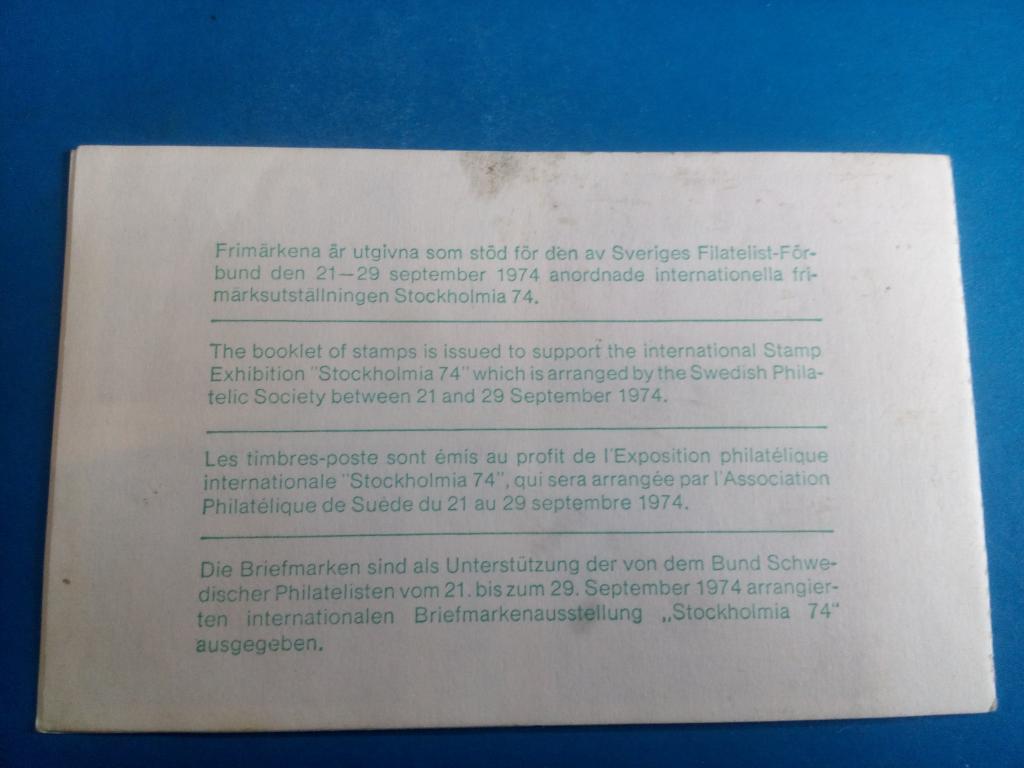 Frimärkena är utgivna som stöd för den av Sveriges Filatelist-För-
bund den 21—29 september 1974 anordnade internationella fri-
märksutställningen Stockholmia 74.
The booklet of stamps is issued to support the international Stamp
Exhibition "Stockholmia 74" which is arranged by the Swedish Phila-
telic Society between 21 and 29 September 1974.
Les timbres-poste sont émis au profit de l'Exposition philatélique
internationale "Stockholmia 74", qui sera arrangée par l'Association
Philatélique de Suède du 21 au 29 septembre 1974.
Die Briefmarken sind als Unterstützung der von dem Bund Schwe-
discher Philatelisten vom 21. bis zum 29. September 1974 arrangier-
ten internationalen Briefmarkenausstellung „Stockholmia 74"
ausgegeben.